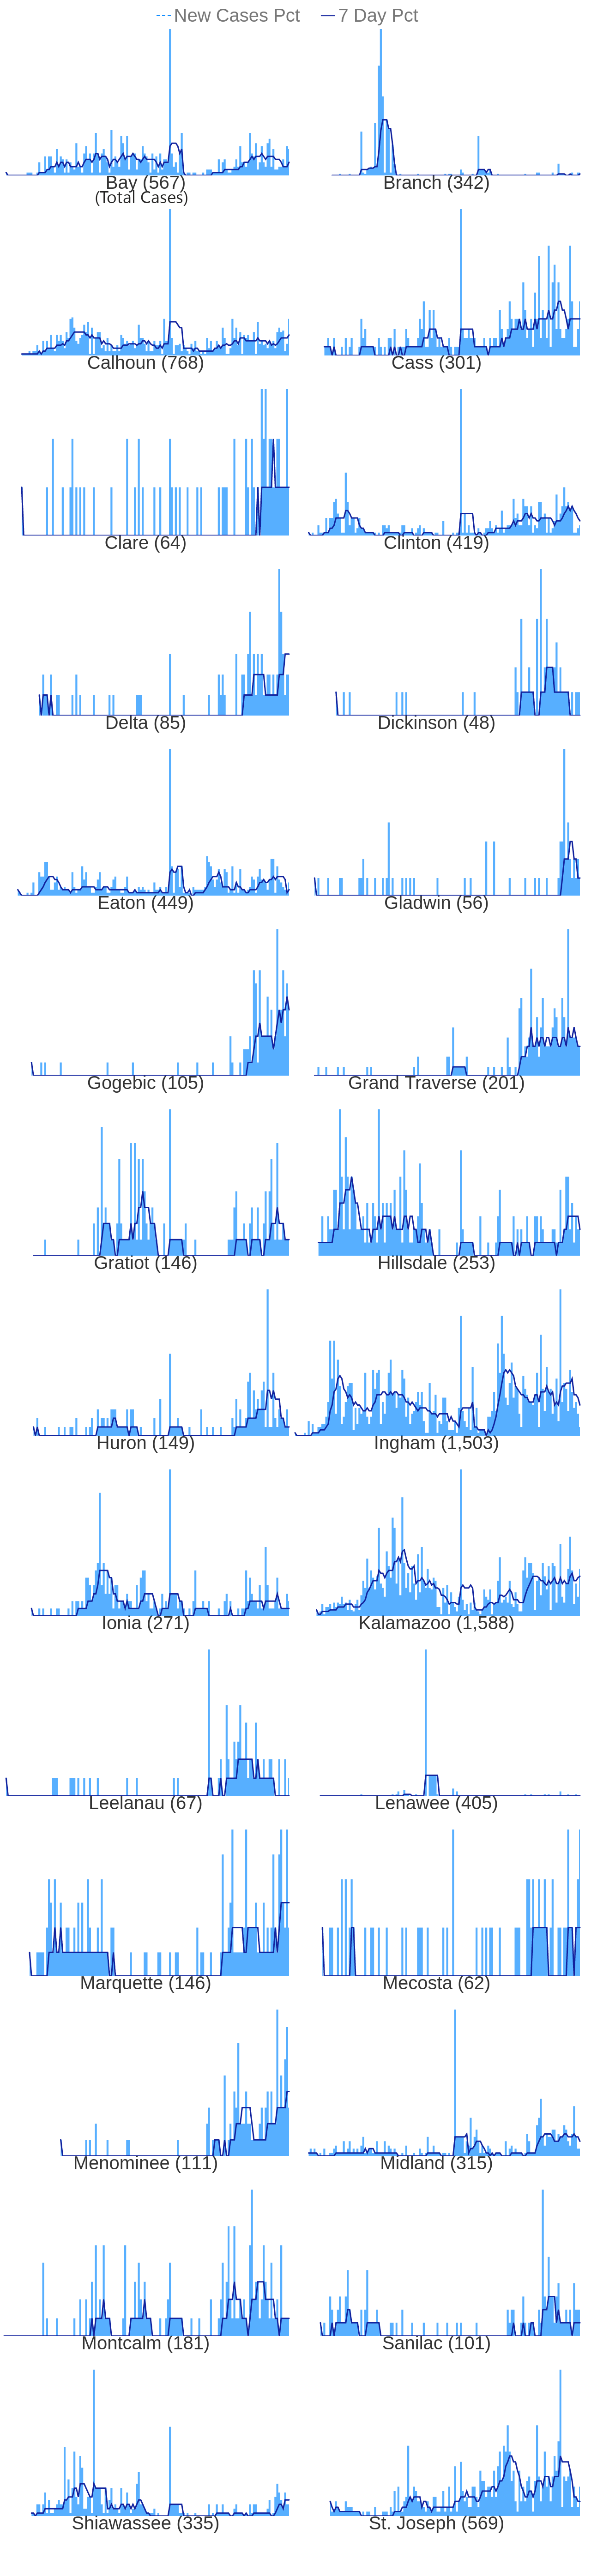 New Cases Pct 7 Day Pct
Bay (567) Branch (342)
(Total Cases)
Calhoun (768) Cass (301)
Clare (64) Clinton (419)
Delta (85) Dickinson (48)
Eaton (449) Gladwin (56)
Gogebic (105) Grand Traverse (201)
Gratiot (146) Hillsdale (253)
Huron (149) Ingham (1,503)
Ionia (271) Kalamazoo (1,588)
Leelanau (67) Lenawee (405)
Marquette (146) Mecosta (62)
Menominee (111) Midland (315)
Montcalm (181) Sanilac (101)
Shiawassee (335) St. Joseph (569)